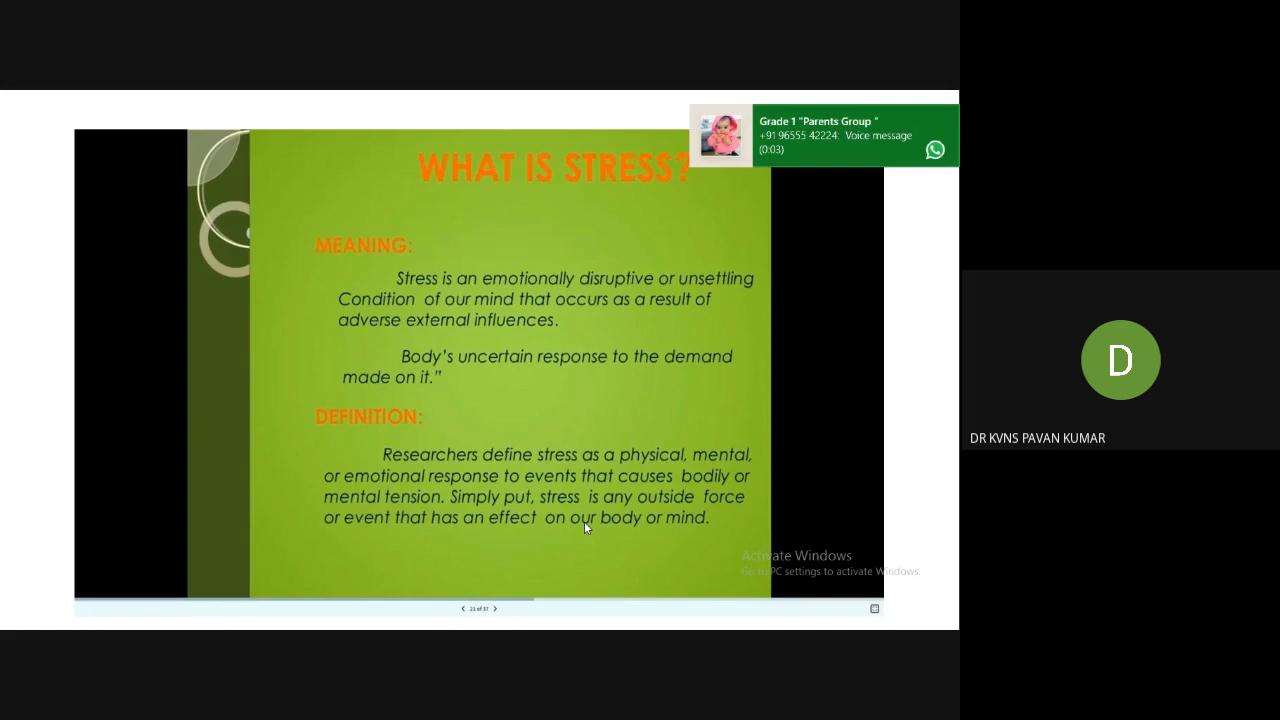 WHAT IS STRESS?
Grade 1 "Parents Group "
+91 96555 42224:  Voice message
(0:03)
MEANING:
Stress is an emotionally disruptive or unsettling
Condition  of our mind that occurs as a result of
adverse external influences.
Body's uncertain response to the demand
made on it.”
DEFINITION:
Researchers define stress as a physical, mental,
or emotional response to events that causes  bodily or
mental tension. Simply put, stress  is any outside  force
or event that has an effect  on our body or mind.
Activate Windows
Go to PC settings to activate Windows.
21 of 37
D
DR KVNS PAVAN KUMAR